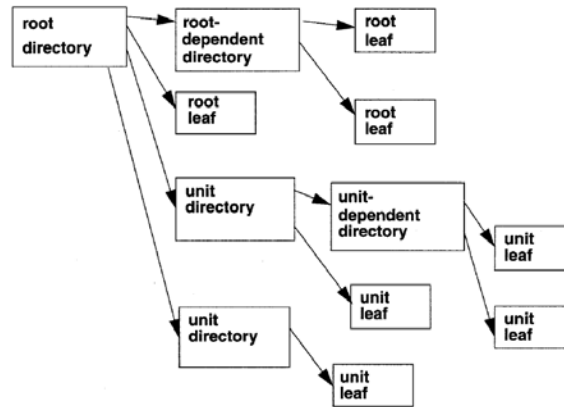 root
directory
root-
dependent
directory
root
leaf
root
leaf
root
leaf
unit
directory
unit-
dependent
directory
unit
leaf
unit
leaf
unit
leaf
unit
directory
unit
leaf